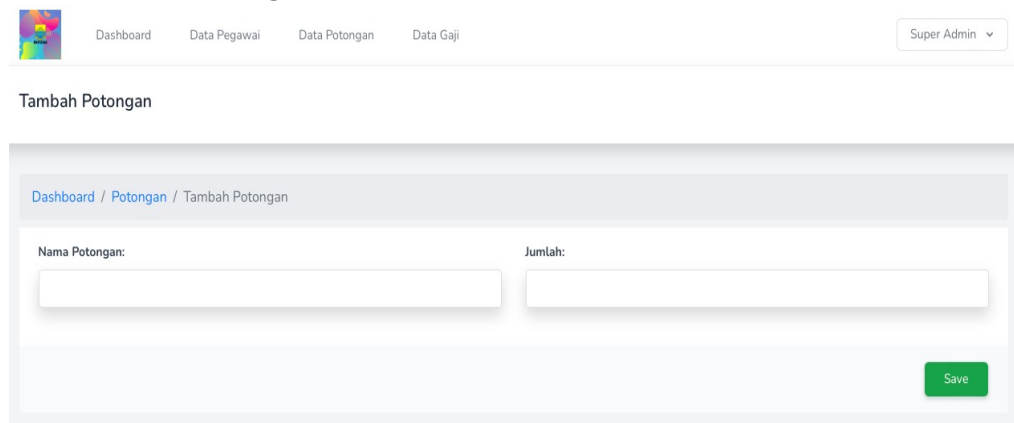 Dashboard Data Pegawai Data Potongan Data Gaji Super Admin
Tambah Potongan
Dashboard / Potongan / Tambah Potongan
Nama Potongan: Jumlah:
Save